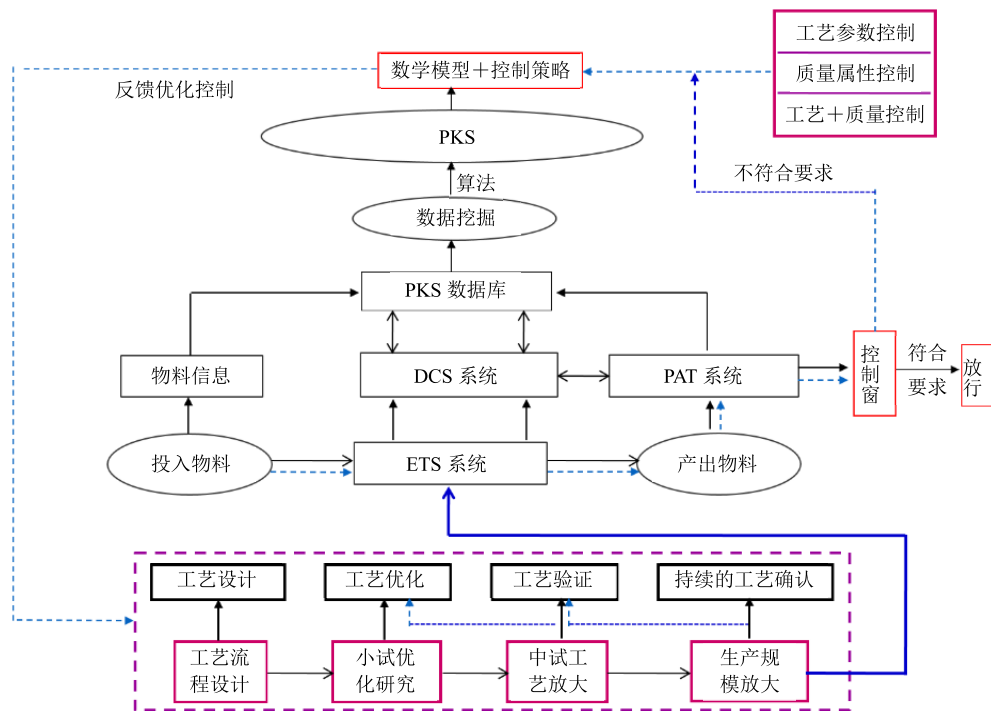 工艺参数控制
数学模型＋控制策略
质量属性控制
反馈优化控制
工艺＋质量控制
PKS
不符合要求
算法
数据挖掘
PKS 数据库
物料信息
DCS 系统
PAT 系统
控
制
窗
符合
要求
放
行
投入物料
ETS 系统
产出物料
工艺设计
工艺优化
工艺验证
持续的工艺确认
工艺流
程设计
小试优
化研究
中试工
艺放大
生产规
模放大